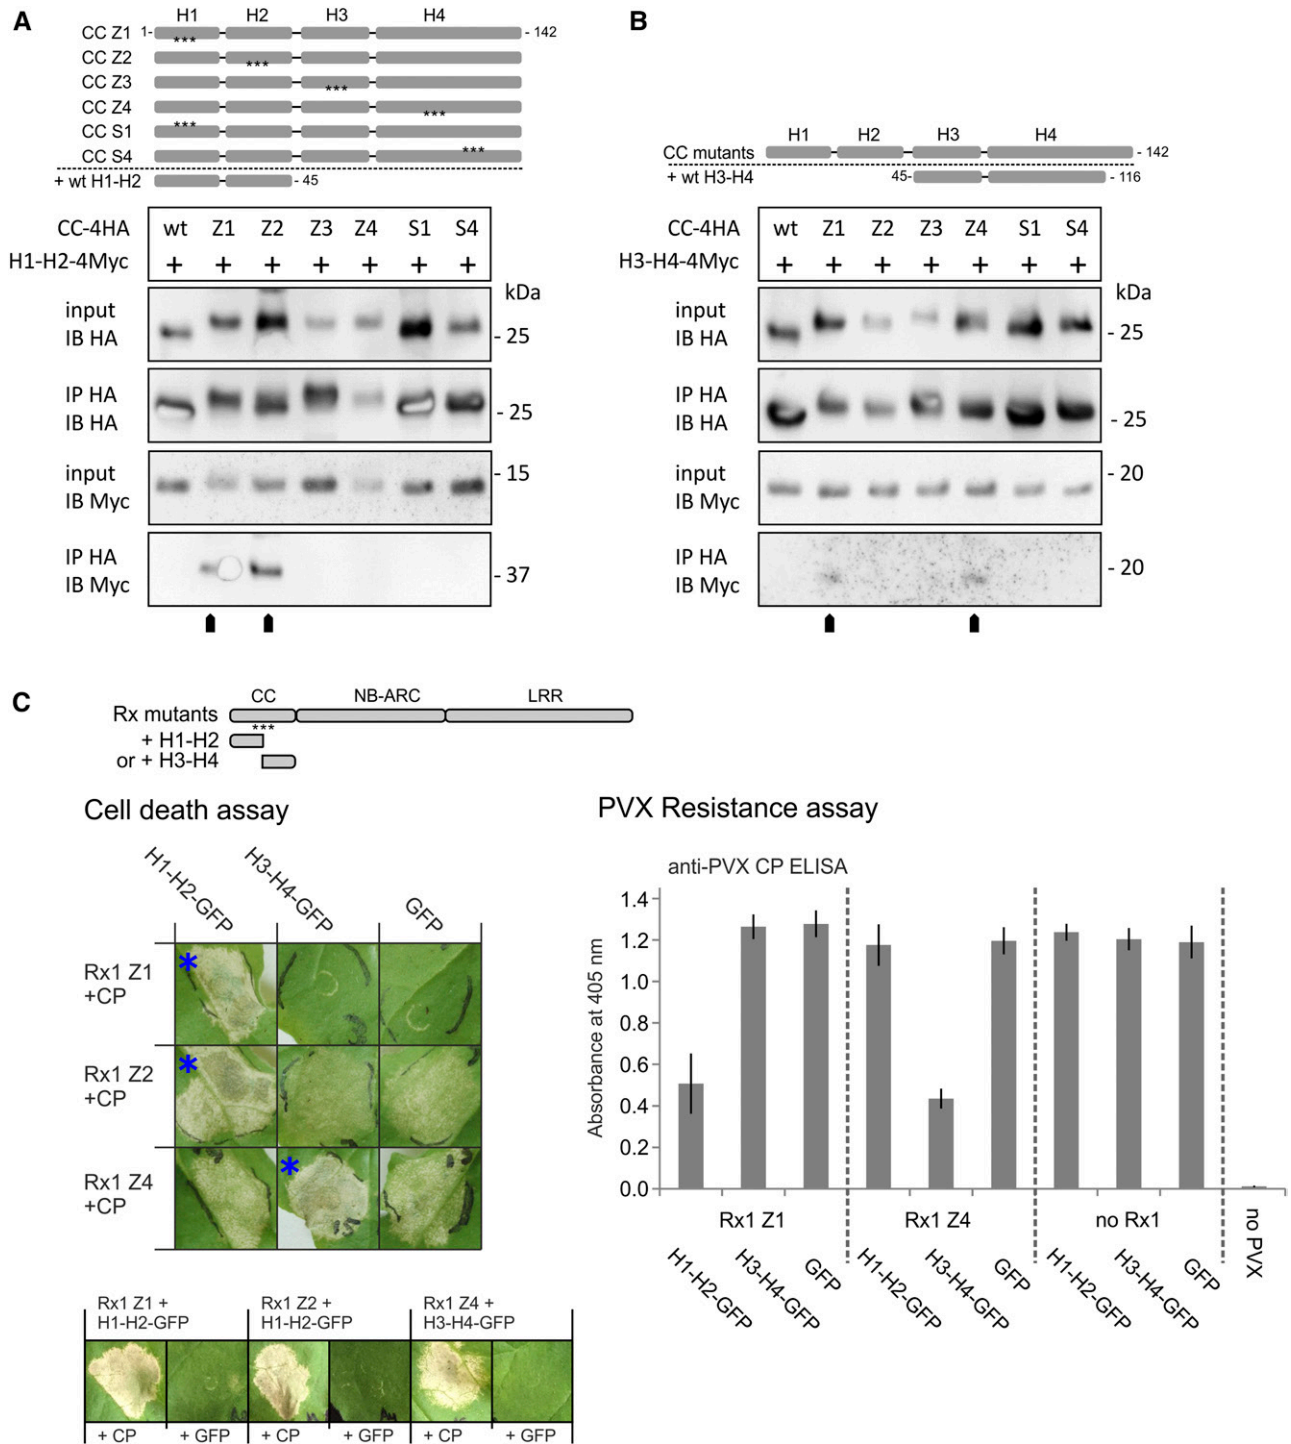 A
H1 H2 H3 H4
CC Z1 1- *** - 142
CC Z2 ***
CC Z3 ***
CC Z4 ***
CC S1 ***
CC S4 ***
+ wt H1-H2 - 45
CC-4HA wt Z1 Z2 Z3 Z4 S1 S4
H1-H2-4Myc + + + + + + +
kDa
input
IB HA
- 25
IP HA
IB HA
- 25
input
IB Myc
- 15
IP HA
IB Myc
- 37
B
H1 H2 H3 H4
CC mutants - 142
+ wt H3-H4 45- - 116
CC-4HA wt Z1 Z2 Z3 Z4 S1 S4
H3-H4-4Myc + + + + + + +
kDa
input
IB HA
- 25
IP HA
IB HA
- 25
input
IB Myc
- 20
IP HA
IB Myc
- 20
C
CC NB-ARC LRR
Rx mutants
***
+ H1-H2
or + H3-H4
Cell death assay
H1-H2-GFP
H3-H4-GFP
GFP
Rx1 Z1
+CP
*
Rx1 Z2
+CP
*
Rx1 Z4
+CP
*
Rx1 Z1 +
H1-H2-GFP
Rx1 Z2 +
H1-H2-GFP
Rx1 Z4 +
H3-H4-GFP
+ CP + GFP + CP + GFP + CP + GFP
PVX Resistance assay
anti-PVX CP ELISA
Absorbance at 405 nm
1.4
1.2
1.0
0.8
0.6
0.4
0.2
0.0
Rx1 Z1 Rx1 Z4 no Rx1
no PVX
H1-H2-GFP
H3-H4-GFP
GFP
H1-H2-GFP
H3-H4-GFP
GFP
H1-H2-GFP
H3-H4-GFP
GFP